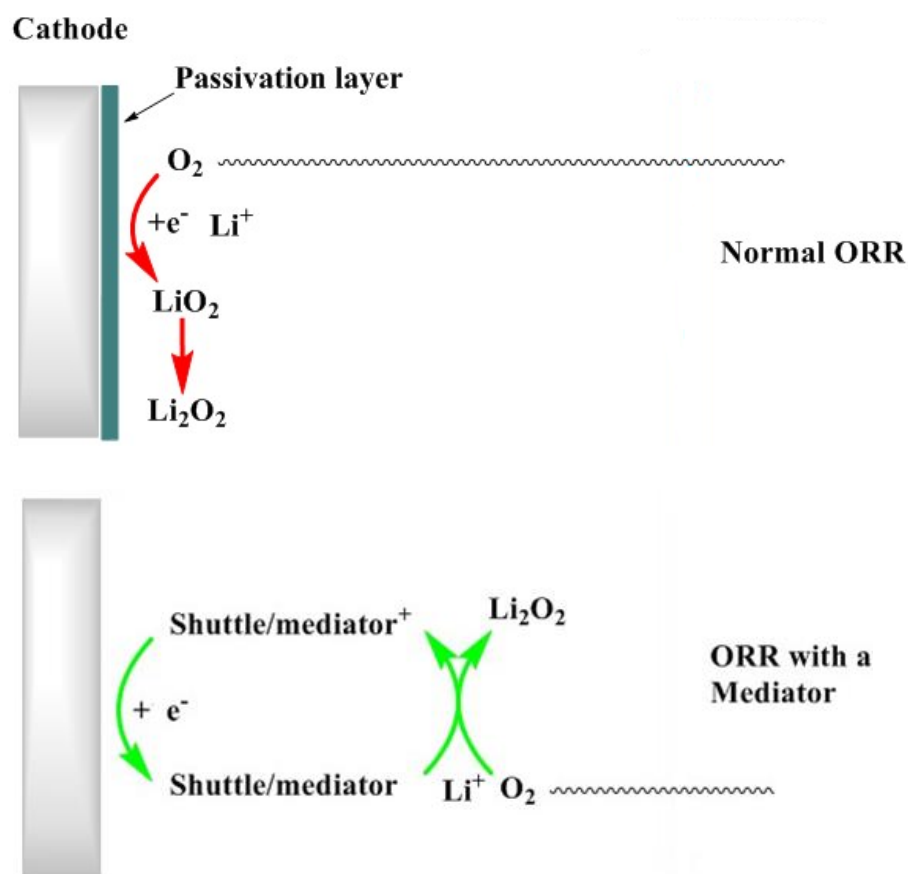 Cathode
Passivation layer
O₂
+e⁻ Li⁺
Normal ORR
LiO₂
Li₂O₂
Shuttle/mediator⁺
Li₂O₂
ORR with a
Mediator
+ e⁻
Shuttle/mediator
Li⁺ O₂